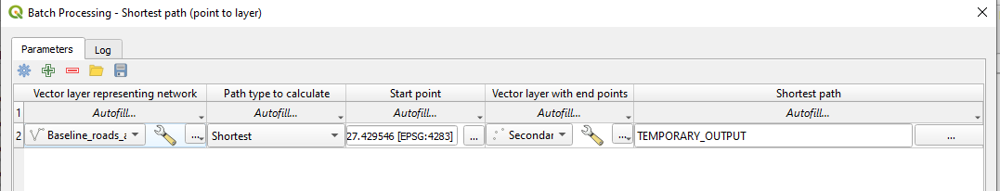 Batch Processing - Shortest path (point to layer)
Parameters Log
Vector layer representing network Path type to calculate Start point Vector layer with end points Shortest path
1 Autofill... Autofill... Autofill... Autofill... Autofill...
2 Baseline_roads_a ... Shortest 27.429546 [EPSG:4283] ... Secondar ... TEMPORARY_OUTPUT ...